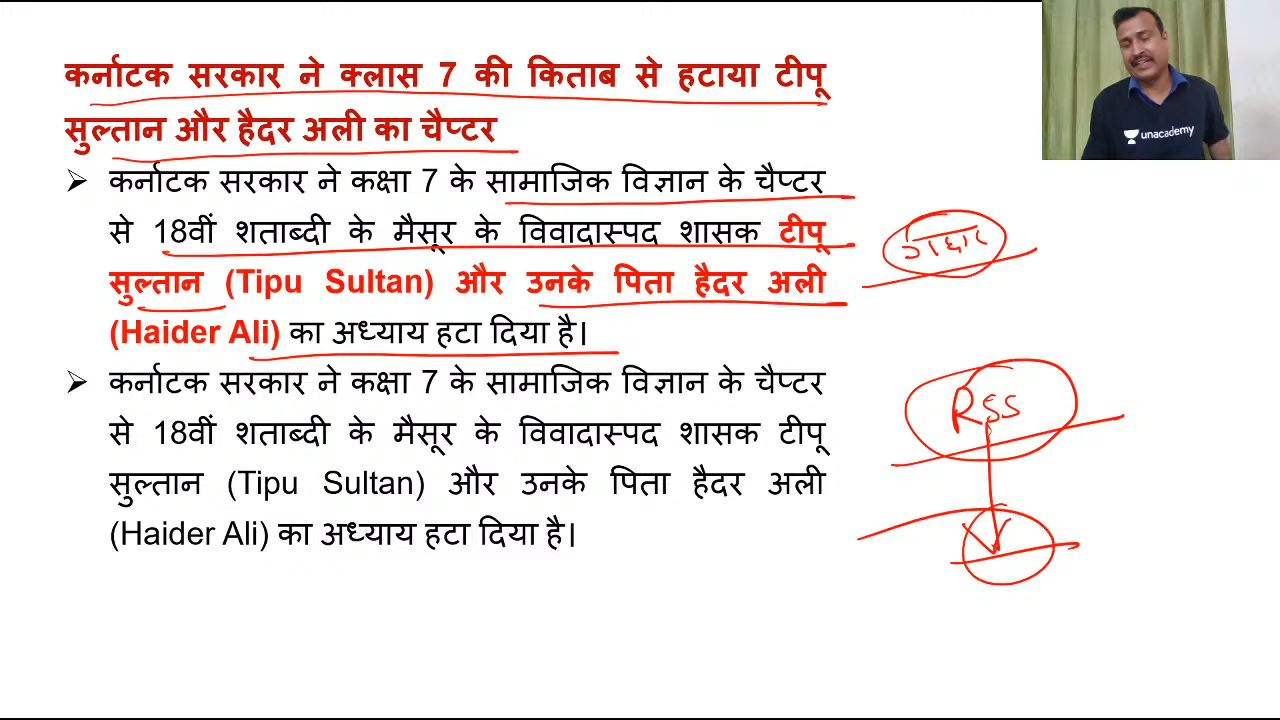 कर्नाटक सरकार ने क्लास 7 की किताब से हटाया टीपू
सुल्तान और हैदर अली का चैप्टर
➢ कर्नाटक सरकार ने कक्षा 7 के सामाजिक विज्ञान के चैप्टर
से 18वीं शताब्दी के मैसूर के विवादास्पद शासक टीपू
सुल्तान (Tipu Sultan) और उनके पिता हैदर अली
(Haider Ali) का अध्याय हटा दिया है।
➢ कर्नाटक सरकार ने कक्षा 7 के सामाजिक विज्ञान के चैप्टर
से 18वीं शताब्दी के मैसूर के विवादास्पद शासक टीपू
सुल्तान (Tipu Sultan) और उनके पिता हैदर अली
(Haider Ali) का अध्याय हटा दिया है।
unacademy
RSS